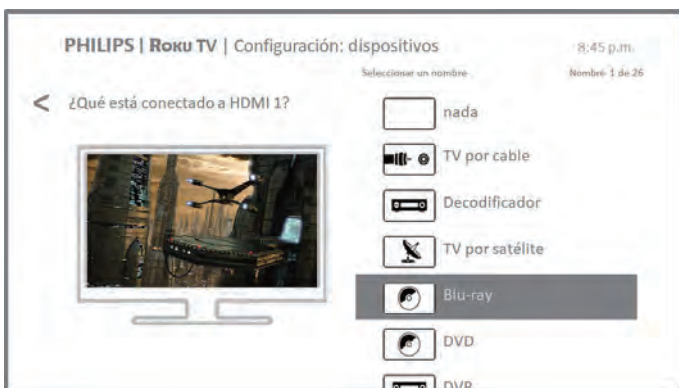 PHILIPS | ROKU TV | Configuración: dispositivos
8:45 p.m.
Seleccionar un nombre
Nombre 1 de 26
< ¿Qué está conectado a HDMI 1?
nada
TV por cable
Decodificador
TV por satélite
Blu-ray
DVD
DVR